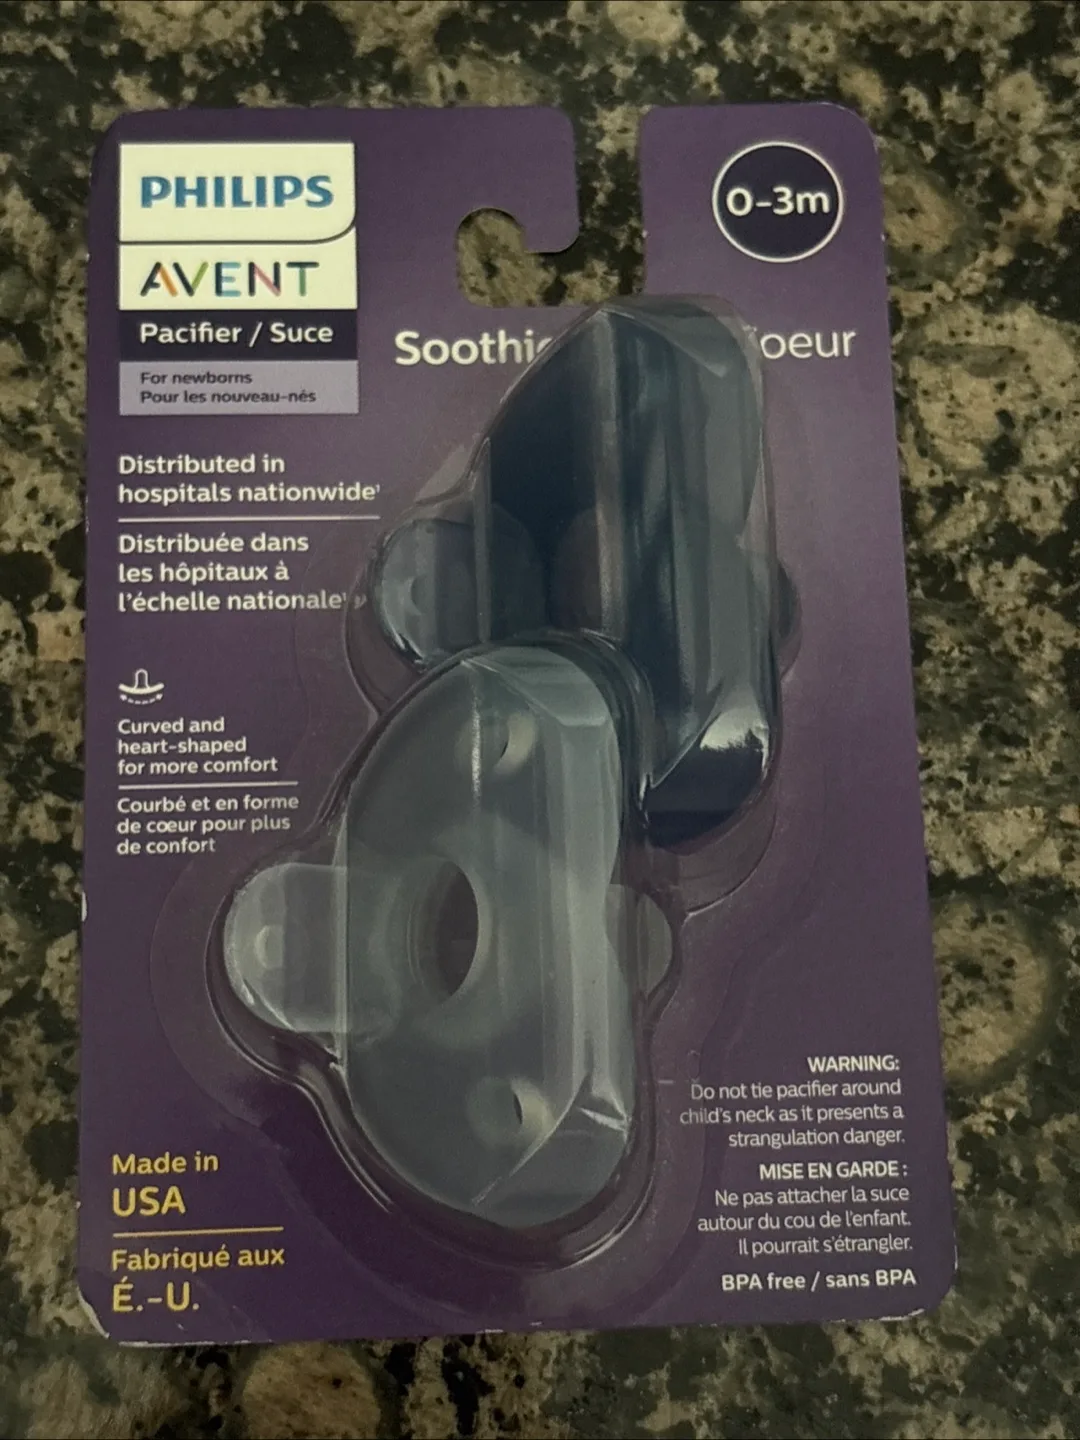 PHILIPS
AVENT
Pacifier / Suce
For newborns
Pour les nouveau-nés
0-3m
Distributed in
hospitals nationwide¹
Distribuée dans
les hôpitaux à
l'échelle nationale¹
Curved and
heart-shaped
for more comfort
Courbé et en forme
de cœur pour plus
de confort
Made in
USA
Fabriqué aux
É.-U.
WARNING:
Do not tie pacifier around
child's neck as it presents a
strangulation danger.
MISE EN GARDE :
Ne pas attacher la suce
autour du cou de l'enfant.
Il pourrait s'étrangler.
BPA free / sans BPA